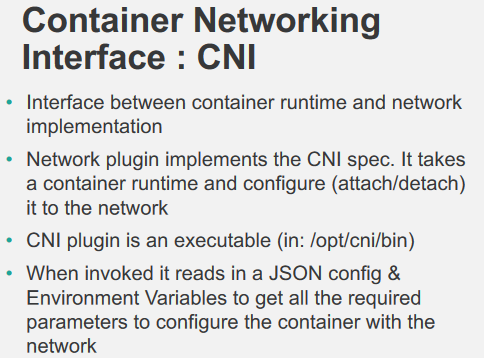 Container Networking
Interface : CNI
• Interface between container runtime and network
implementation
• Network plugin implements the CNI spec. It takes
a container runtime and configure (attach/detach)
it to the network
• CNI plugin is an executable (in: /opt/cni/bin)
• When invoked it reads in a JSON config &
Environment Variables to get all the required
parameters to configure the container with the
network